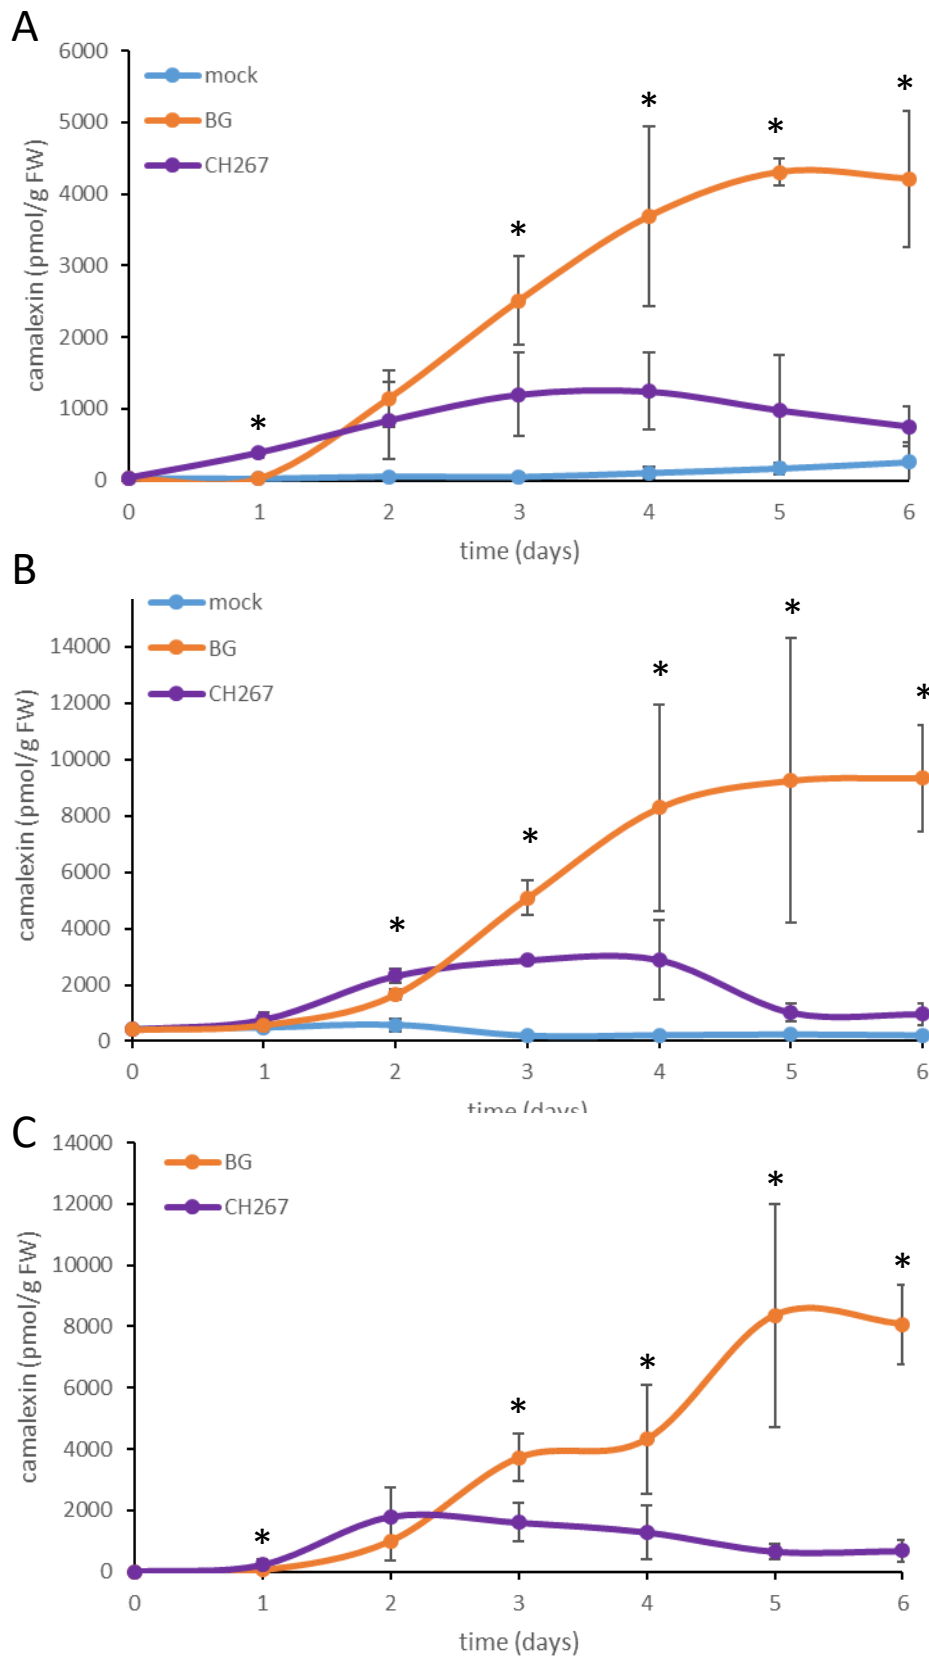 A
6000
mock
5000
BG
CH267
4000
3000
2000
1000
0
camalexin (pmol/g FW)
* * * * *
0 1 2 3 4 5 6
time (days)
B
mock
14000
BG
CH267
12000
10000
8000
6000
4000
2000
0
camalexin (pmol/g FW)
* * * * *
0 1 2 3 4 5 6
time (days)
C
14000
BG
12000
CH267
10000
8000
6000
4000
2000
0
camalexin (pmol/g FW)
* * * * *
0 1 2 3 4 5 6
time (days)